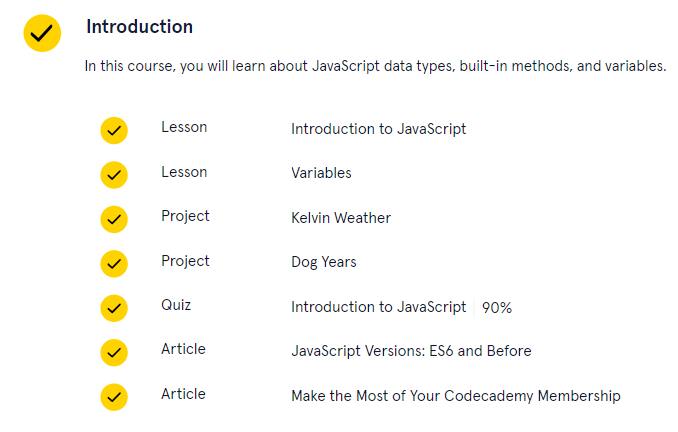 Introduction
In this course, you will learn about JavaScript data types, built-in methods, and variables.
Lesson Introduction to JavaScript
Lesson Variables
Project Kelvin Weather
Project Dog Years
Quiz Introduction to JavaScript 90%
Article JavaScript Versions: ES6 and Before
Article Make the Most of Your Codecademy Membership